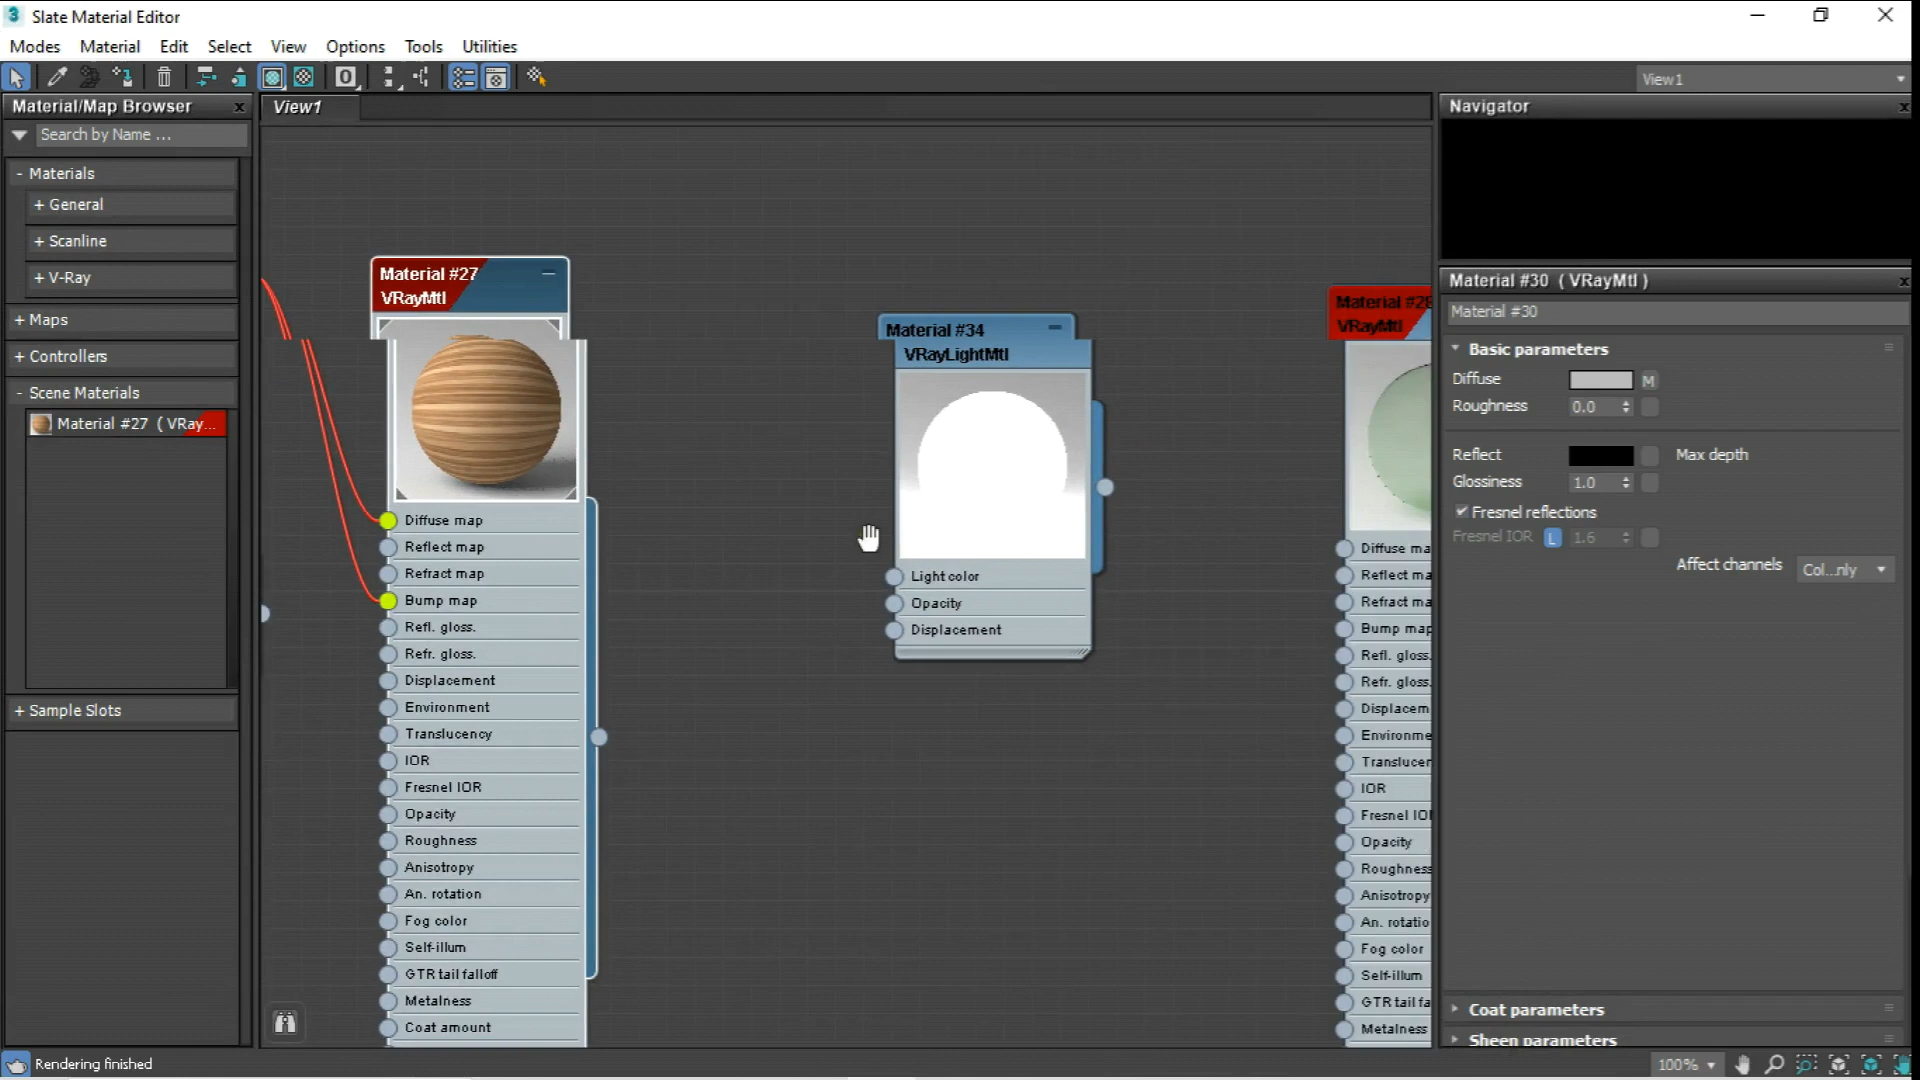 3 Slate Material Editor
Modes Material Edit Select View Options Tools Utilities
View1
Material/Map Browser x
View1
Navigator x
Search by Name ...
- Materials
+ General
+ Scanline
+ V-Ray
+ Maps
+ Controllers
- Scene Materials
Material #27 ( VRay...
+ Sample Slots
Material #27
VRayMtl
Diffuse map
Reflect map
Refract map
Bump map
Refl. gloss.
Refr. gloss.
Displacement
Environment
Translucency
IOR
Fresnel IOR
Opacity
Roughness
Anisotropy
An. rotation
Fog color
Self-illum
GTR tail falloff
Metalness
Coat amount
Material #34
VRayLightMtl
Light color
Opacity
Displacement
Material #28
VRayMtl
Diffuse ma
Reflect ma
Refract ma
Bump map
Refl. gloss.
Refr. gloss.
Displacem
Environme
Translucer
IOR
Fresnel IOI
Opacity
Roughness
Anisotropy
An. rotatio
Fog color
Self-illum
GTR tail fa
Metalness
Material #30 ( VRayMtl ) x
Material #30
Basic parameters
Diffuse M
Roughness 0.0
Reflect Max depth
Glossiness 1.0
Fresnel reflections
Fresnel IOR L 1.6
Affect channels Col...nly
Coat parameters
Sheen parameters
Rendering finished
100%